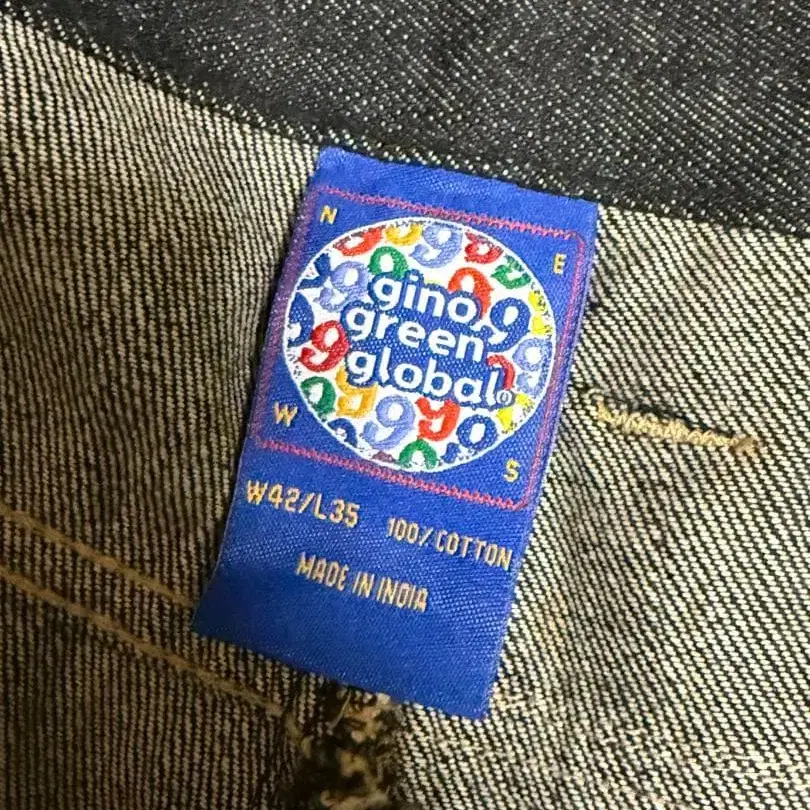 N
E
gino
green
global®
W
S
W42/L35 100/COTTON
MADE IN INDIA